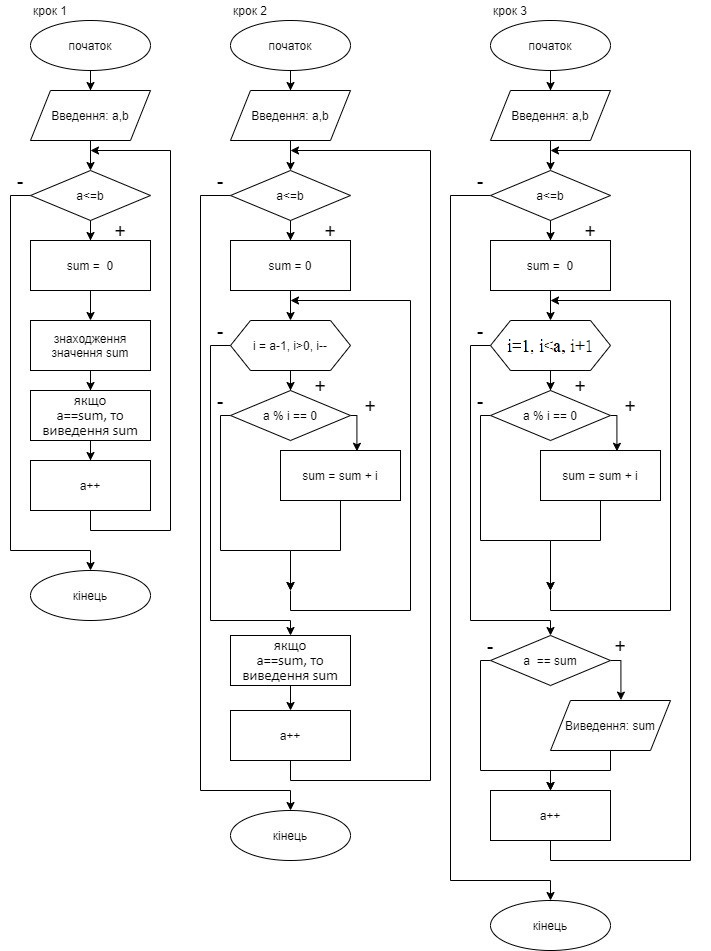 крок 1
початок
Введення: a,b
a<=b
-
+
sum =  0
знаходження
значення sum
якщо
a==sum, то
виведення sum
a++
кінець
крок 2
початок
Введення: a,b
a<=b
-
+
sum = 0
i = a-1, i>0, i--
-
+
a % i == 0
-
+
sum = sum + i
якщо
a==sum, то
виведення sum
a++
кінець
крок 3
початок
Введення: a,b
a<=b
-
+
sum =  0
i=1, i<a, i+1
-
+
a % i == 0
-
+
sum = sum + i
a  == sum
-
+
Виведення: sum
a++
кінець